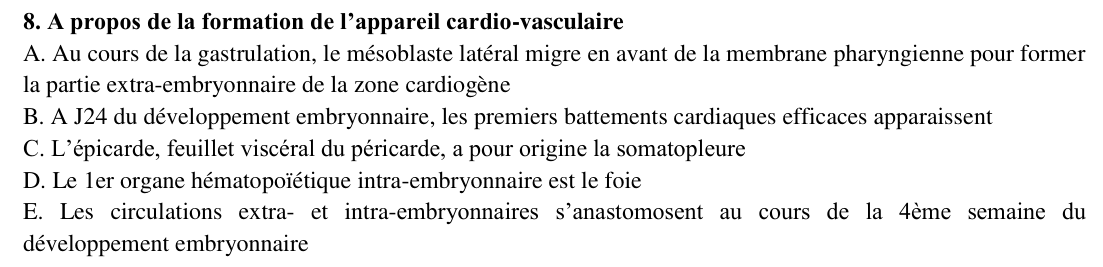 8. A propos de la formation de l’appareil cardio-vasculaire
A. Au cours de la gastrulation, le mésoblaste latéral migre en avant de la membrane pharyngienne pour former
la partie extra-embryonnaire de la zone cardiogène
B. A J24 du développement embryonnaire, les premiers battements cardiaques efficaces apparaissent
C. L’épicarde, feuillet viscéral du péricarde, a pour origine la somatopleure
D. Le 1er organe hématopoïétique intra-embryonnaire est le foie
E. Les circulations extra- et intra-embryonnaires s’anastomosent au cours de la 4ème semaine du
développement embryonnaire